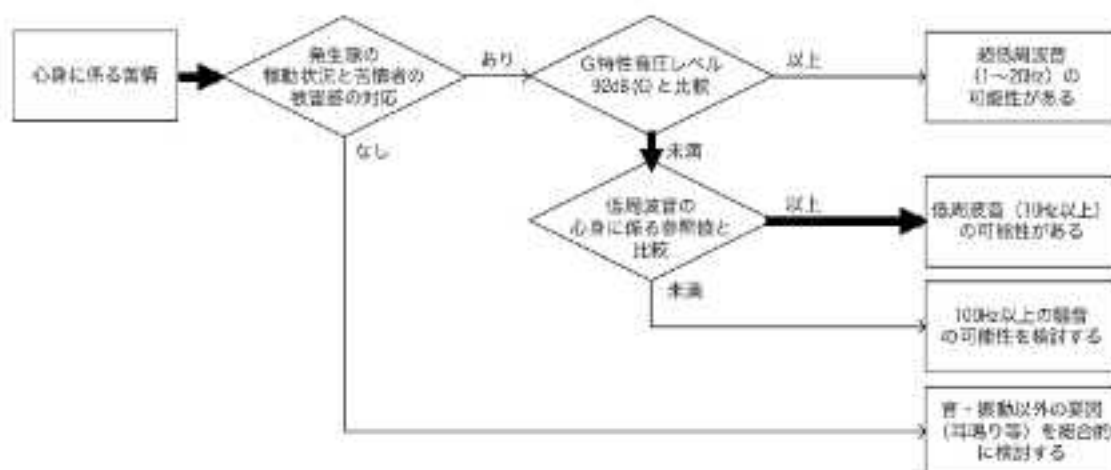 心身に係る苦情
発生源の
稼動状況と苦情者の
被害感の対応
あり
なし
G特性音圧レベル
92dB(G)と比較
以上
未満
超低周波音
(1～20Hz)の
可能性がある
低周波音の
心身に係る参照値と
比較
以上
未満
低周波音(10Hz以上)
の可能性がある
100Hz以上の騒音
の可能性を検討する
音・振動以外の要因
(耳鳴り等)を総合的
に検討する